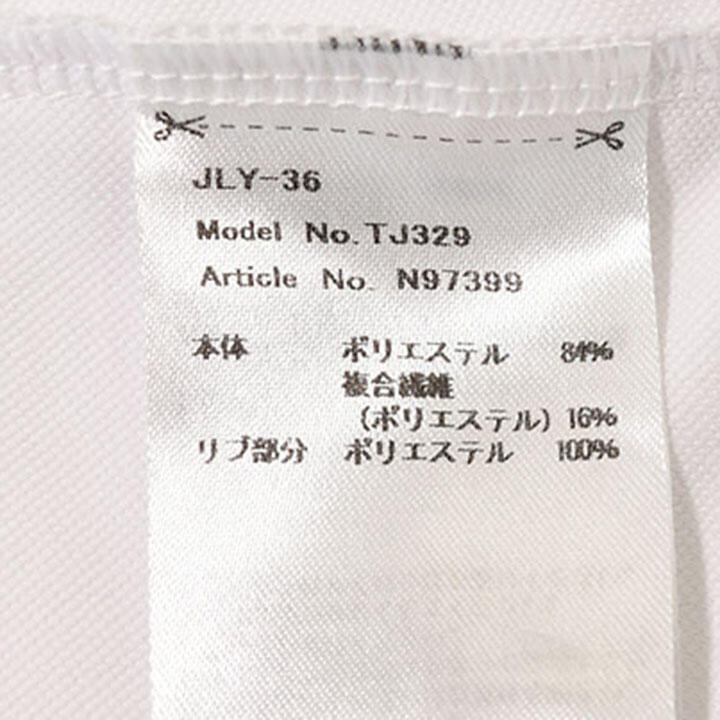 JLY-36
Model No.TJ329
Article No. N97399
本体 ポリエステル 84%
複合繊維
(ポリエステル) 16%
リブ部分 ポリエステル 100%